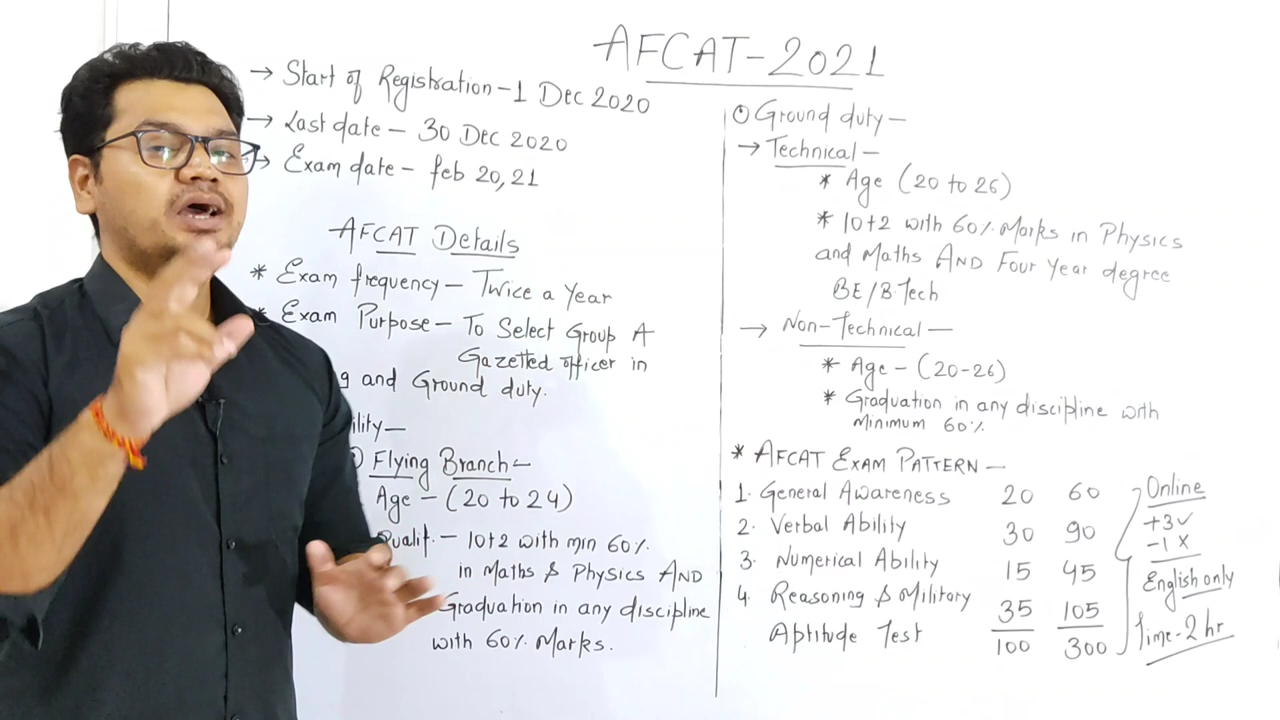 AFCAT-2021
→ Start of Registration - 1 Dec 2020
→ Last date - 30 Dec 2020
→ Exam date - feb 20, 21
AFCAT Details
* Exam frequency - Twice a Year
* Exam Purpose - To Select Group A
Gazetted officer in
and Ground duty.
Flying Branch -
Age - (20 to 24)
Qualif. - 10+2 with min 60%
in Maths & Physics AND
Graduation in any discipline
with 60% Marks.
Ground duty -
→ Technical -
* Age (20 to 26)
* 10+2 with 60% Marks in Physics
and Maths AND Four Year degree
BE/B.Tech
→ Non-Technical -
* Age - (20-26)
* Graduation in any discipline with
Minimum 60%
* AFCAT EXAM PATTERN -
1. General Awareness 20 60
2. Verbal Ability 30 90
3. Numerical Ability 15 45
4. Reasoning & Military 35 105
Aptitude Test 100 300
Online
+3✓
-1 X
English only
Time - 2 hr